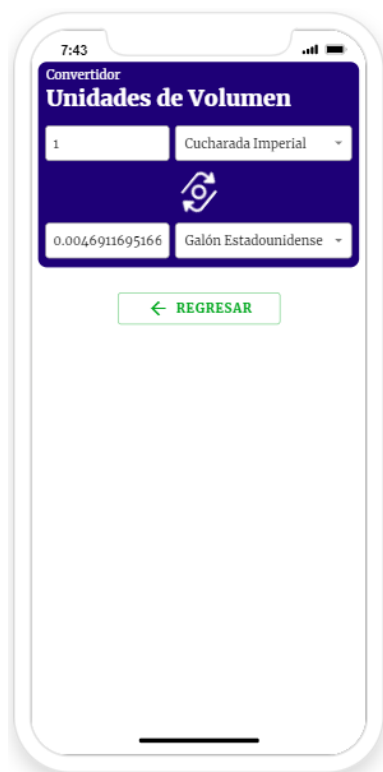 7:43
Convertidor
Unidades de Volumen
1 Cucharada Imperial
0.0046911695166 Galón Estadounidense
REGRESAR